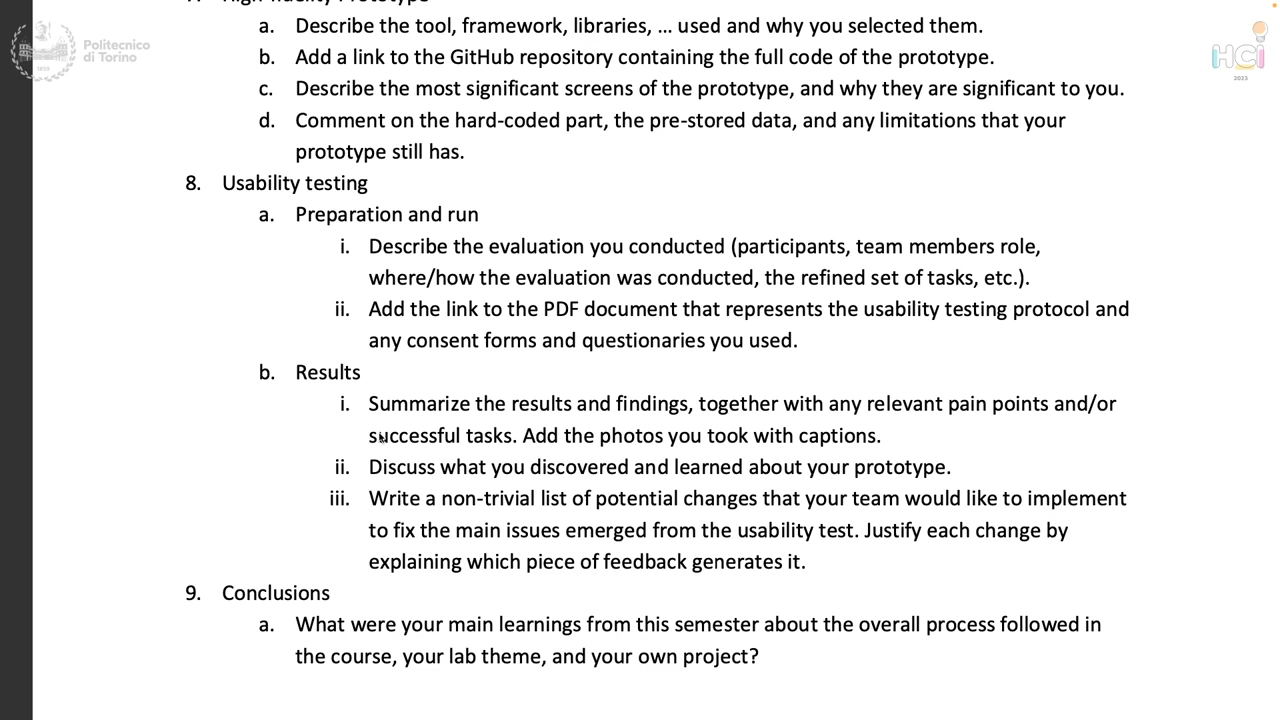 Politecnico
di Torino
HCI
2023
7. High-fidelity Prototype
a. Describe the tool, framework, libraries, ... used and why you selected them.
b. Add a link to the GitHub repository containing the full code of the prototype.
c. Describe the most significant screens of the prototype, and why they are significant to you.
d. Comment on the hard-coded part, the pre-stored data, and any limitations that your
prototype still has.
8. Usability testing
a. Preparation and run
i. Describe the evaluation you conducted (participants, team members role,
where/how the evaluation was conducted, the refined set of tasks, etc.).
ii. Add the link to the PDF document that represents the usability testing protocol and
any consent forms and questionaries you used.
b. Results
i. Summarize the results and findings, together with any relevant pain points and/or
successful tasks. Add the photos you took with captions.
ii. Discuss what you discovered and learned about your prototype.
iii. Write a non-trivial list of potential changes that your team would like to implement
to fix the main issues emerged from the usability test. Justify each change by
explaining which piece of feedback generates it.
9. Conclusions
a. What were your main learnings from this semester about the overall process followed in
the course, your lab theme, and your own project?